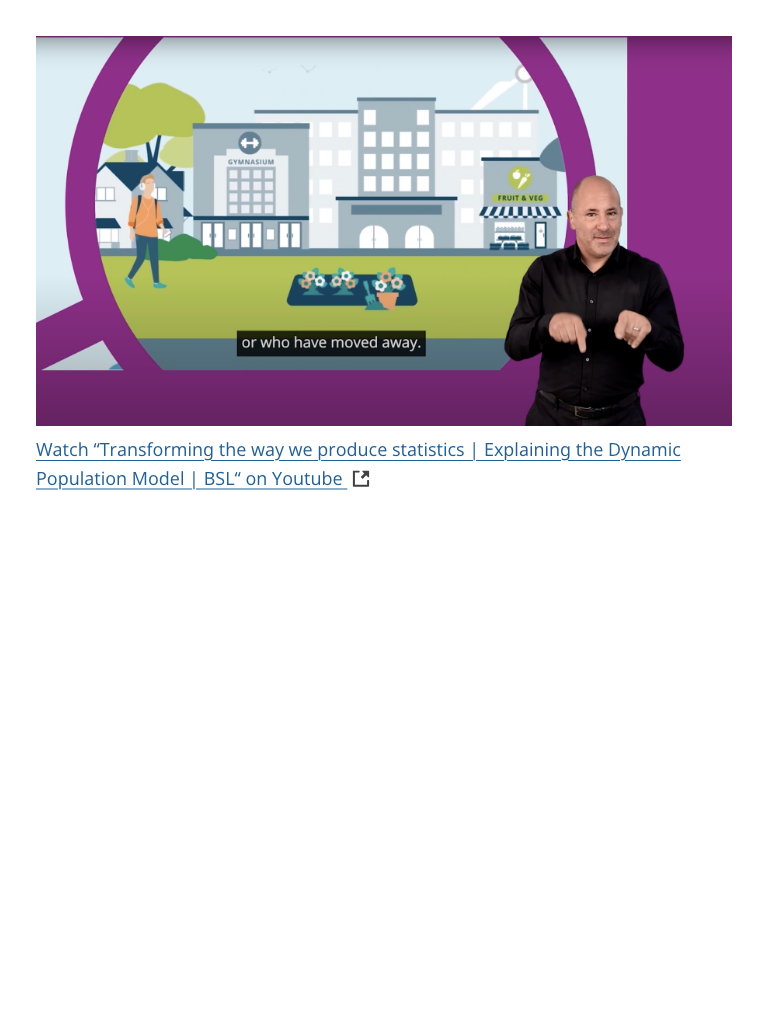 GYMNASIUM
FRUIT & VEG
or who have moved away.
Watch “Transforming the way we produce statistics | Explaining the Dynamic
Population Model | BSL“ on Youtube